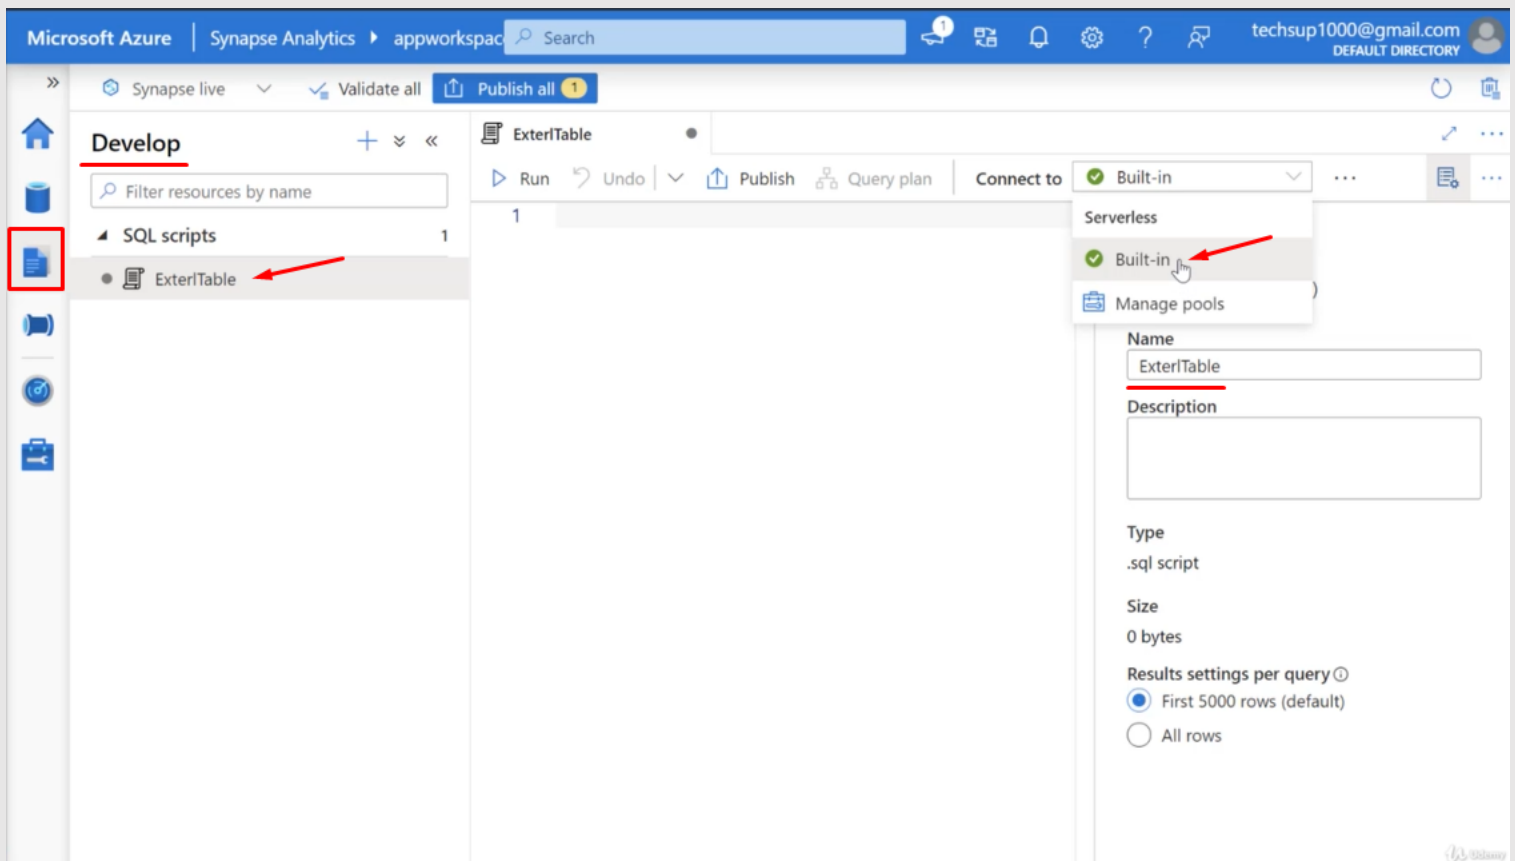 Microsoft Azure
Synapse Analytics
appworkspac
Search
1
techsup1000@gmail.com
DEFAULT DIRECTORY
Synapse live
Validate all
Publish all 1
Develop
Filter resources by name
SQL scripts 1
ExterlTable
ExterlTable
Run
Undo
Publish
Query plan
Connect to
Built-in
1
Serverless
Built-in
Manage pools
)
Name
ExterlTable
Description
Type
.sql script
Size
0 bytes
Results settings per query
First 5000 rows (default)
All rows
Udemy